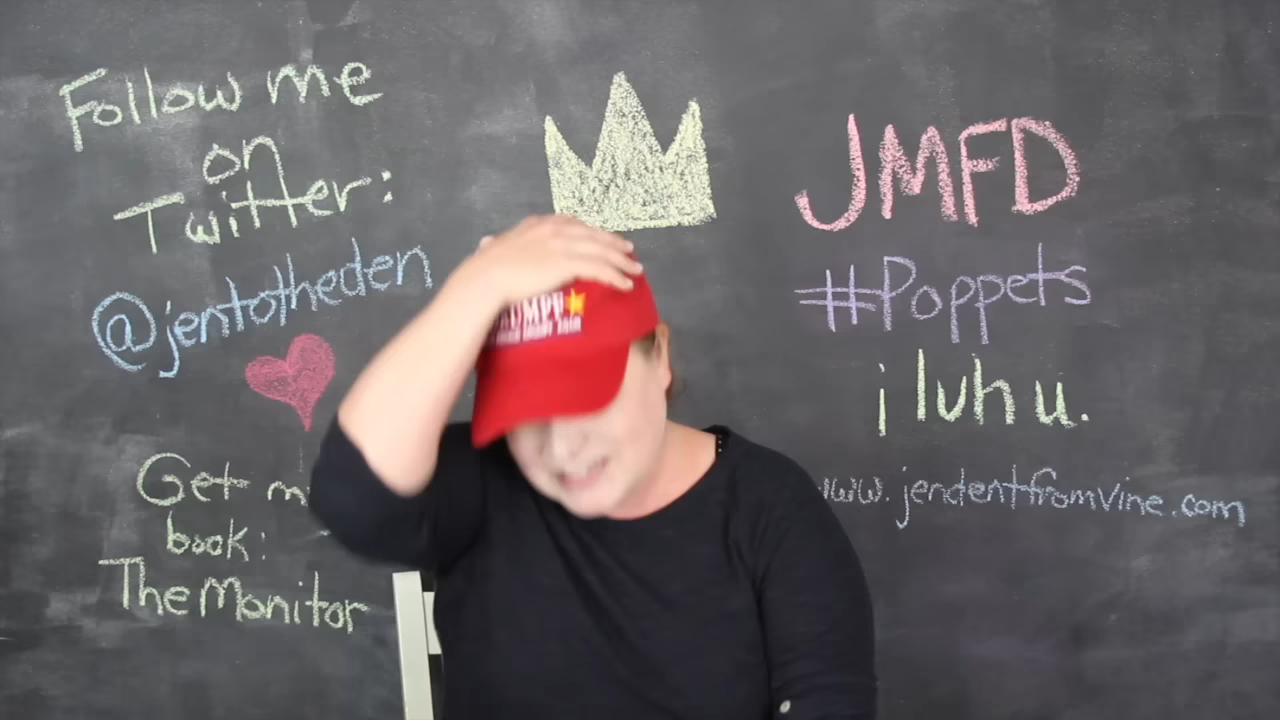 Follow me
on
Twitter:
@jentotheden
Get m
book:
The Monitor
JMFD
#Poppets
i luh u.
www.jendentfromvine.com